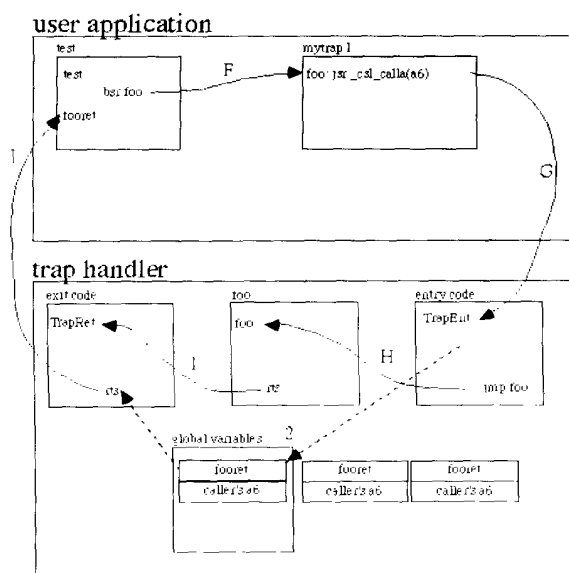 user application
test
mytrap1
test
F
foo: jsr _csl_calla(a6)
bsr foo
fooret
J
G
trap handler
exit code
foo
entry code
TrapRet
foo
TrapEnt
I
H
rts
rts
jmp foo
2
global variables
fooret
fooret
fooret
caller's a6
caller's a6
caller's a6